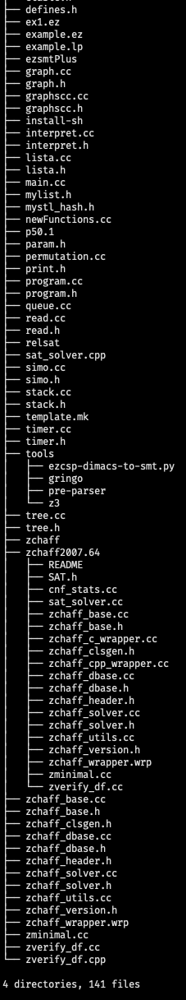 ├── defines.h
├── ex1.ez
├── example.ez
├── example.lp
├── ezsmtPlus
├── graph.cc
├── graph.h
├── graphscc.cc
├── graphscc.h
├── install-sh
├── interpret.cc
├── interpret.h
├── lista.cc
├── lista.h
├── main.cc
├── mylist.h
├── mystl_hash.h
├── newFunctions.cc
├── p50.1
├── param.h
├── permutation.cc
├── print.h
├── program.cc
├── program.h
├── queue.cc
├── read.cc
├── read.h
├── relsat
├── sat_solver.cpp
├── simo.cc
├── simo.h
├── stack.cc
├── stack.h
├── template.mk
├── timer.cc
├── timer.h
├── tools
│   ├── ezcsp-dimacs-to-smt.py
│   ├── gringo
│   ├── pre-parser
│   └── z3
├── tree.cc
├── tree.h
├── zchaff
├── zchaff2007.64
│   ├── README
│   ├── SAT.h
│   ├── cnf_stats.cc
│   ├── sat_solver.cc
│   ├── zchaff_base.cc
│   ├── zchaff_base.h
│   ├── zchaff_c_wrapper.cc
│   ├── zchaff_clsgen.h
│   ├── zchaff_cpp_wrapper.cc
│   ├── zchaff_dbase.cc
│   ├── zchaff_dbase.h
│   ├── zchaff_header.h
│   ├── zchaff_solver.cc
│   ├── zchaff_solver.h
│   ├── zchaff_utils.cc
│   ├── zchaff_version.h
│   ├── zchaff_wrapper.wrp
│   ├── zminimal.cc
│   └── zverify_df.cc
├── zchaff_base.cc
├── zchaff_base.h
├── zchaff_clsgen.h
├── zchaff_dbase.cc
├── zchaff_dbase.h
├── zchaff_header.h
├── zchaff_solver.cc
├── zchaff_solver.h
├── zchaff_utils.cc
├── zchaff_version.h
├── zchaff_wrapper.wrp
├── zminimal.cc
├── zverify_df.cc
└── zverify_df.cpp
4 directories, 141 files